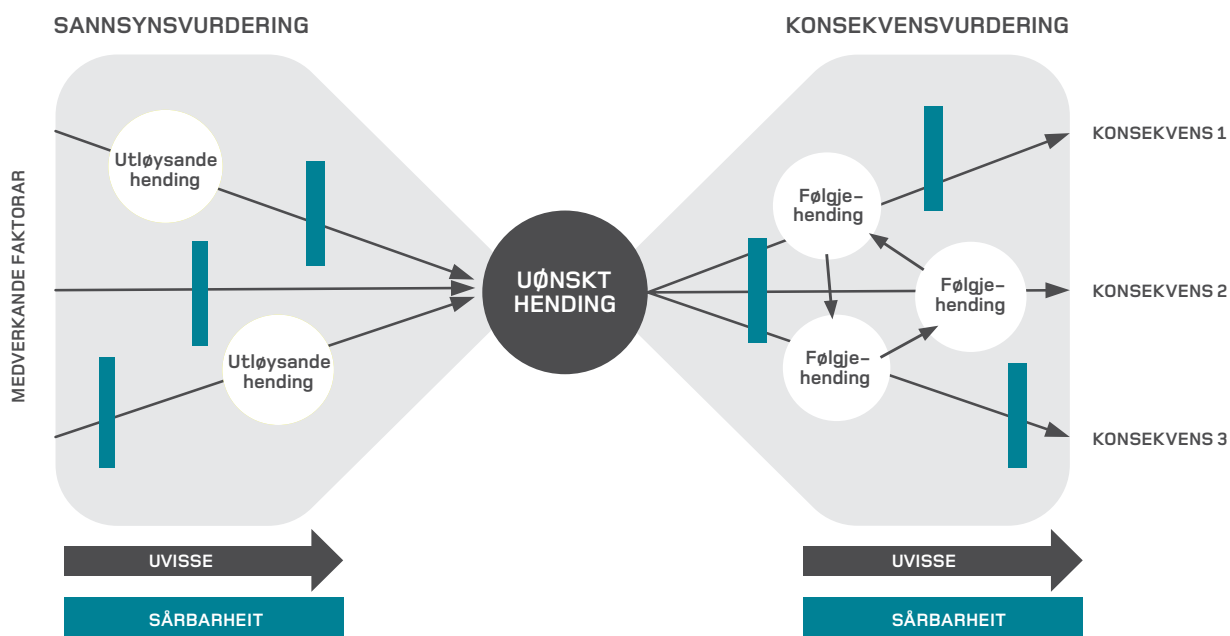 SANNSYNSVURDERING
KONSEKVENSVURDERING
MEDVERKANDE FAKTORAR
Utløysande
hending
Utløysande
hending
UØNSKT
HENDING
Følgje-
hending
Følgje-
hending
Følgje-
hending
KONSEKVENS 1
KONSEKVENS 2
KONSEKVENS 3
UVISSE
SÅRBARHEIT
UVISSE
SÅRBARHEIT